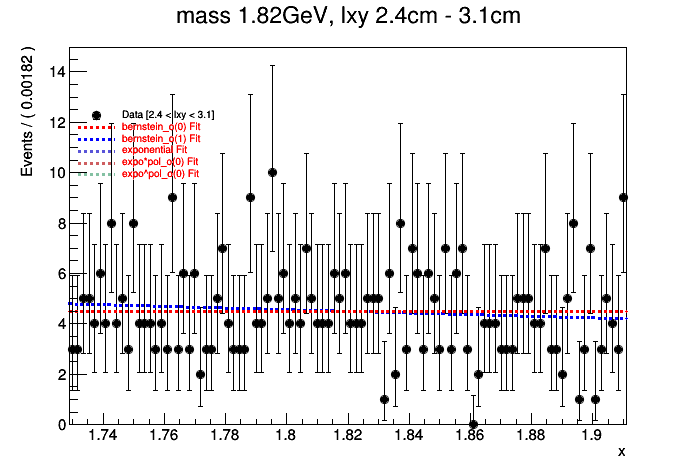 mass 1.82GeV, lxy 2.4cm - 3.1cm
Events / ( 0.00182 )
14
12
10
8
6
4
2
0
Data [2.4 < lxy < 3.1]
bernstein_o(0) Fit
bernstein_o(1) Fit
exponential Fit
expo*pol_o(0) Fit
expo^pol_o(0) Fit
1.74 1.76 1.78 1.8 1.82 1.84 1.86 1.88 1.9
x